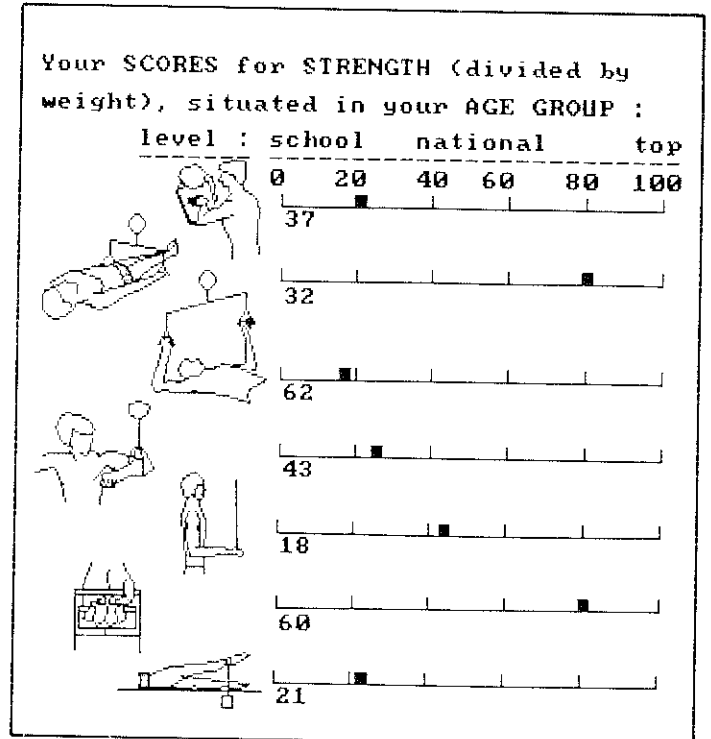 Your SCORES for STRENGTH (divided by
weight), situated in your AGE GROUP :
level : school national top
0 20 40 60 80 100
37
32
62
43
18
60
21